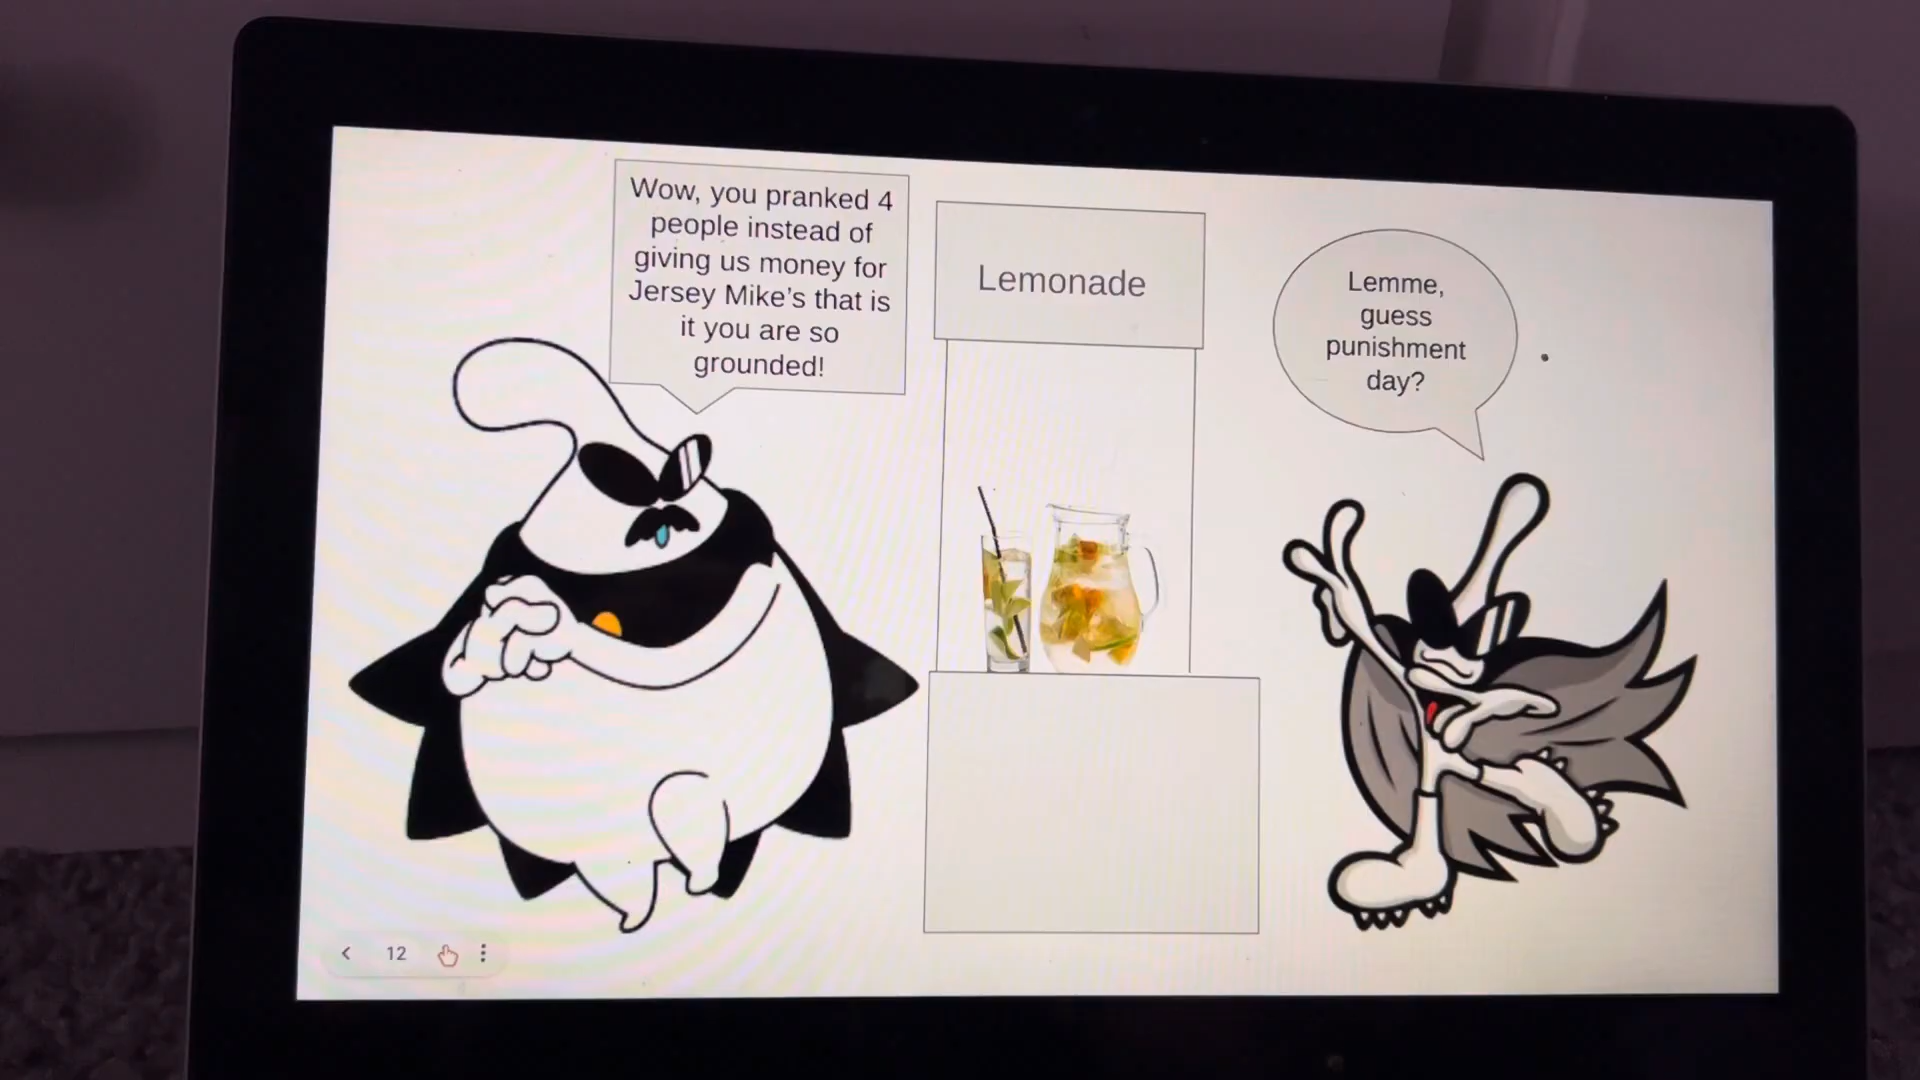 Wow, you pranked 4
people instead of
giving us money for
Jersey Mike's that is
it you are so
grounded!
Lemonade
Lemme,
guess
punishment
day?
12